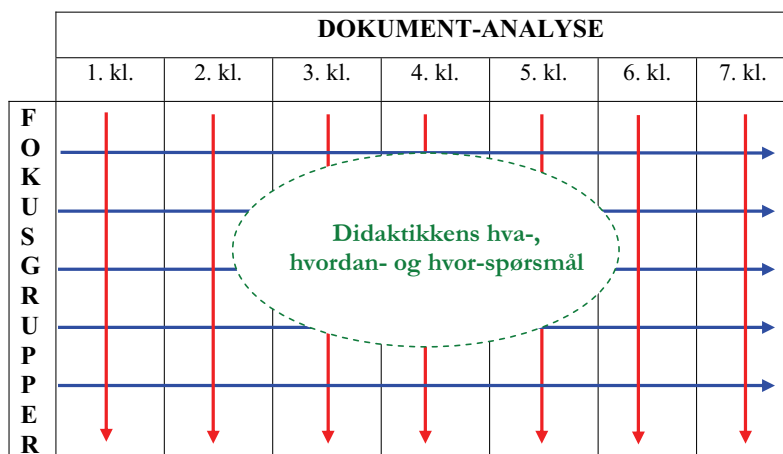 DOKUMENT-ANALYSE
1. kl. 2. kl. 3. kl. 4. kl. 5. kl. 6. kl. 7. kl.
F
O
K
U
S
G
R
U
P
P
E
R
Didaktikkens hva-,
hvordan- og hvor-spørsmål